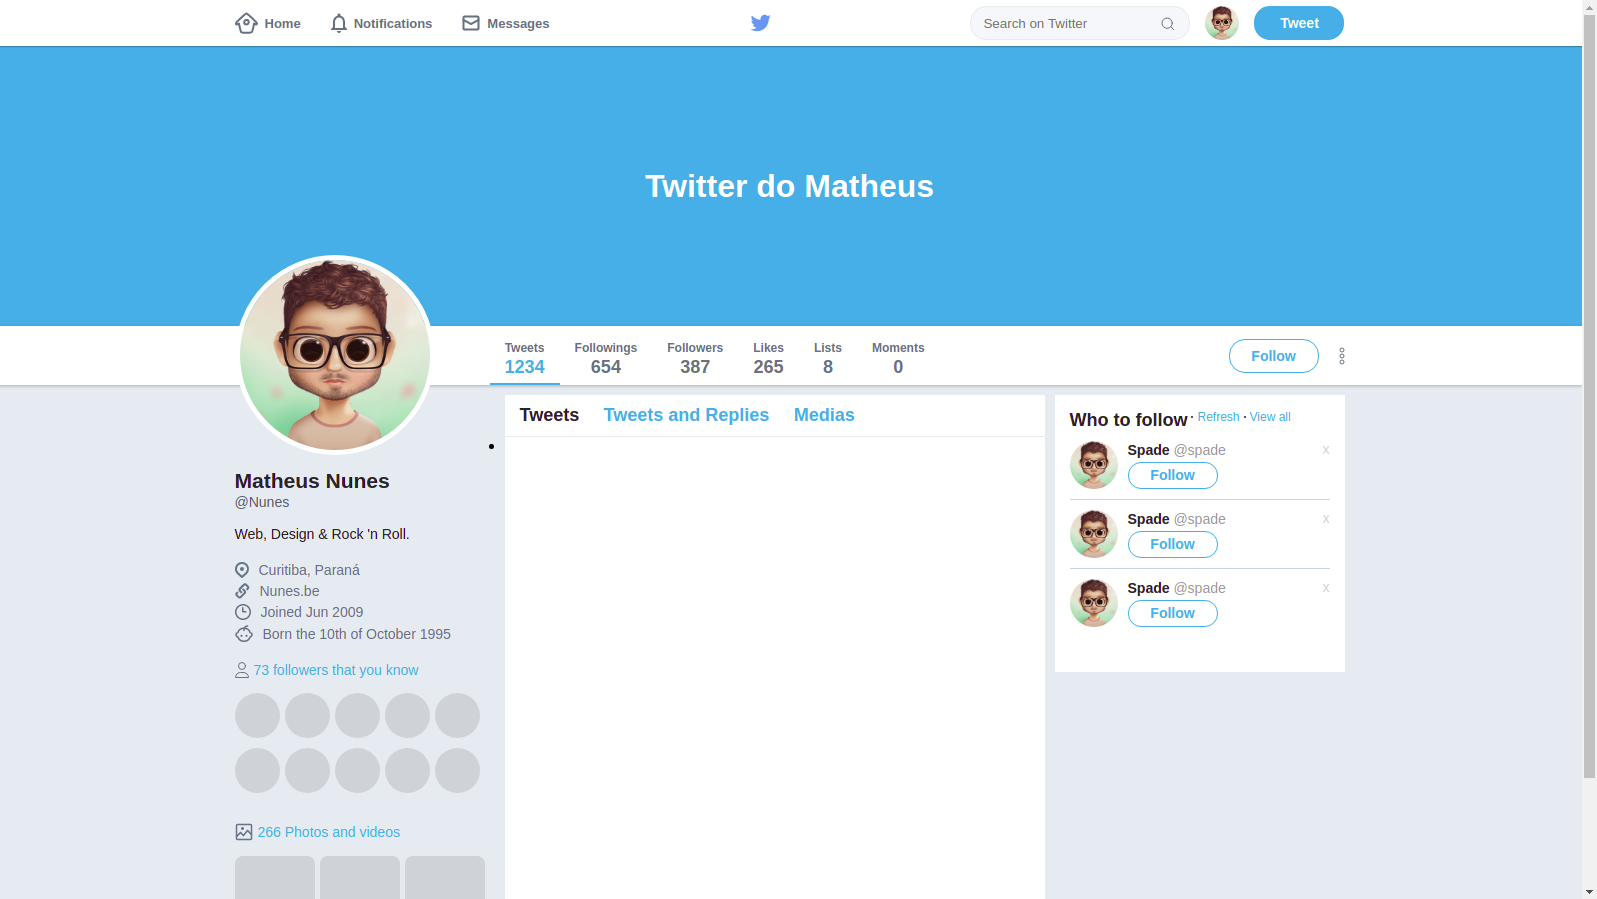 Home Notifications Messages Search on Twitter Tweet
Twitter do Matheus
Tweets Followings Followers Likes Lists Moments
1234 654 387 265 8 0
Follow
Tweets Tweets and Replies Medias
Who to follow · Refresh · View all
Spade @spade x
Follow
Spade @spade x
Follow
Spade @spade x
Follow
Matheus Nunes
@Nunes
Web, Design & Rock 'n Roll.
Curitiba, Paraná
Nunes.be
Joined Jun 2009
Born the 10th of October 1995
73 followers that you know
266 Photos and videos